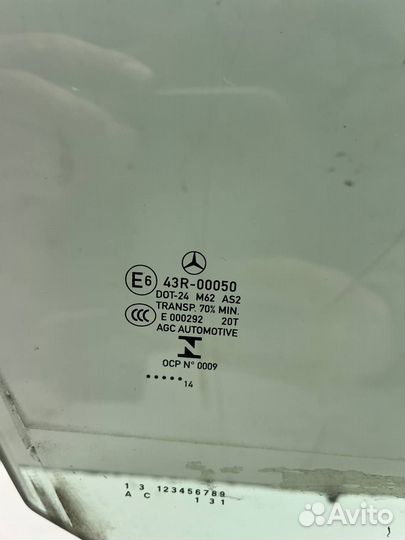 E6 43R-00050
DOT-24 M62 AS2
TRANSP. 70% MIN.
CCC E 000292 20T
AGC AUTOMOTIVE
N
OCP N° 0009
•••••14
1 3 123456789
A C 1 3 1
Avito